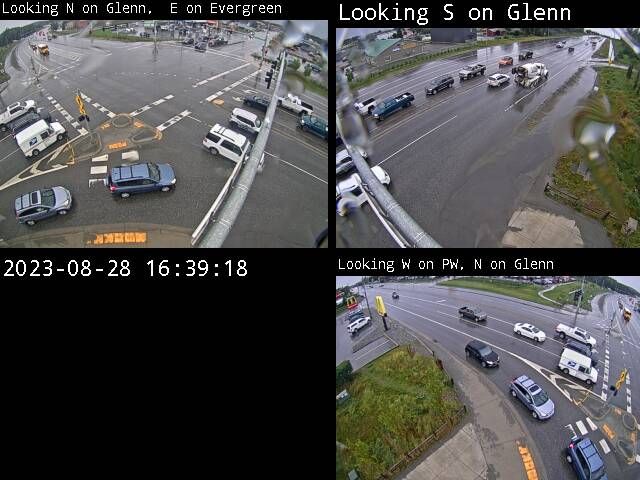 Looking N on Glenn,  E on Evergreen
Looking S on Glenn
2023-08-28 16:39:18
Looking W on PW, N on Glenn